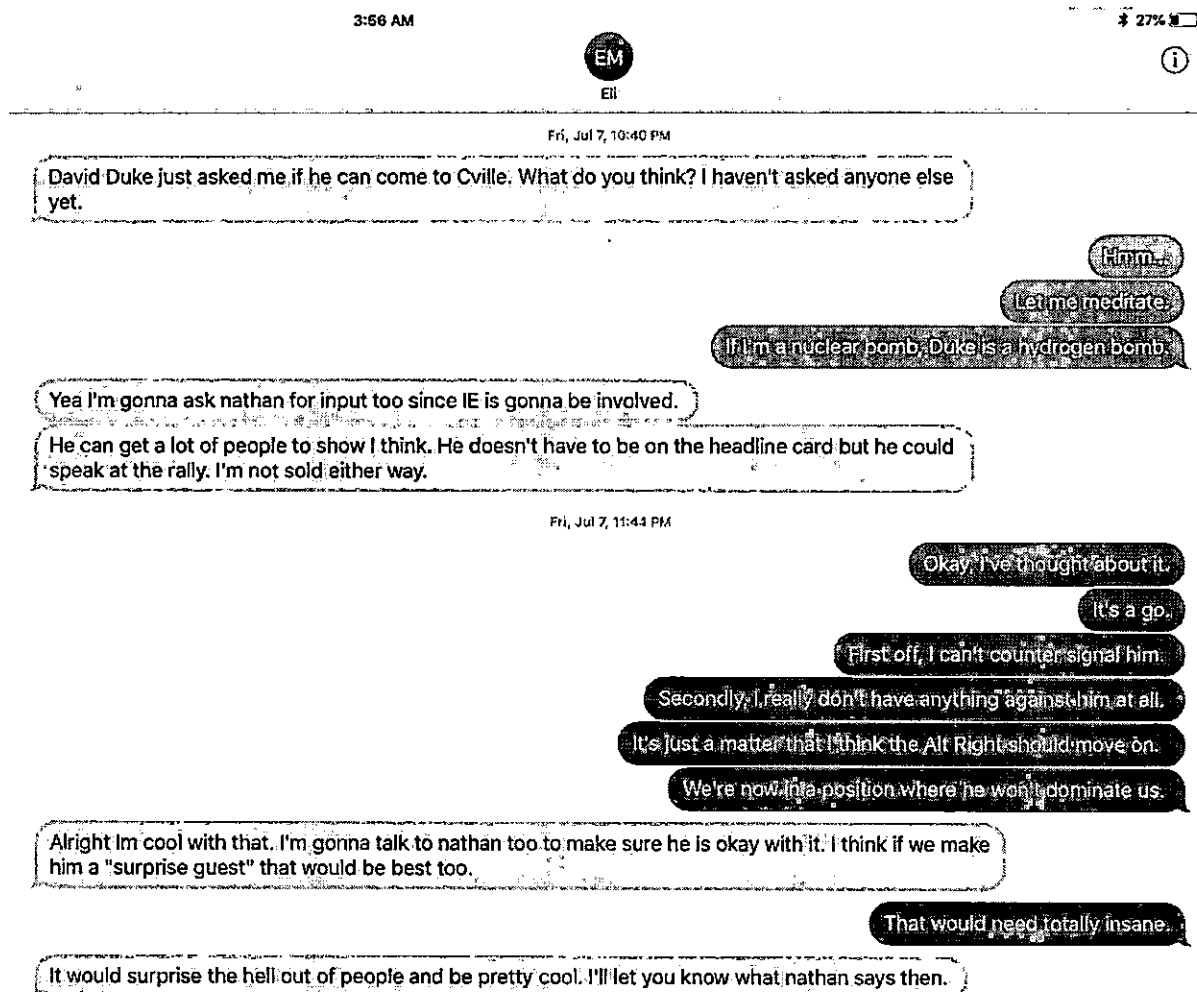 3:56 AM
27%
EM
Eli
Fri, Jul 7, 10:40 PM
David Duke just asked me if he can come to Cville. What do you think? I haven't asked anyone else
yet.
Hmm...
Let me meditate.
If I'm a nuclear bomb, Duke is a hydrogen bomb.
Yea I'm gonna ask nathan for input too since IE is gonna be involved.
He can get a lot of people to show I think. He doesn't have to be on the headline card but he could
speak at the rally. I'm not sold either way.
Fri, Jul 7, 11:44 PM
Okay, I've thought about it.
It's a go.
First off, I can't counter signal him.
Secondly, I really don't have anything against him at all.
It's just a matter that I think the Alt Right should move on.
We're now in a position where he won't dominate us.
Alright Im cool with that. I'm gonna talk to nathan too to make sure he is okay with it. I think if we make
him a "surprise guest" that would be best too.
That would need totally insane.
It would surprise the hell out of people and be pretty cool. I'll let you know what nathan says then.